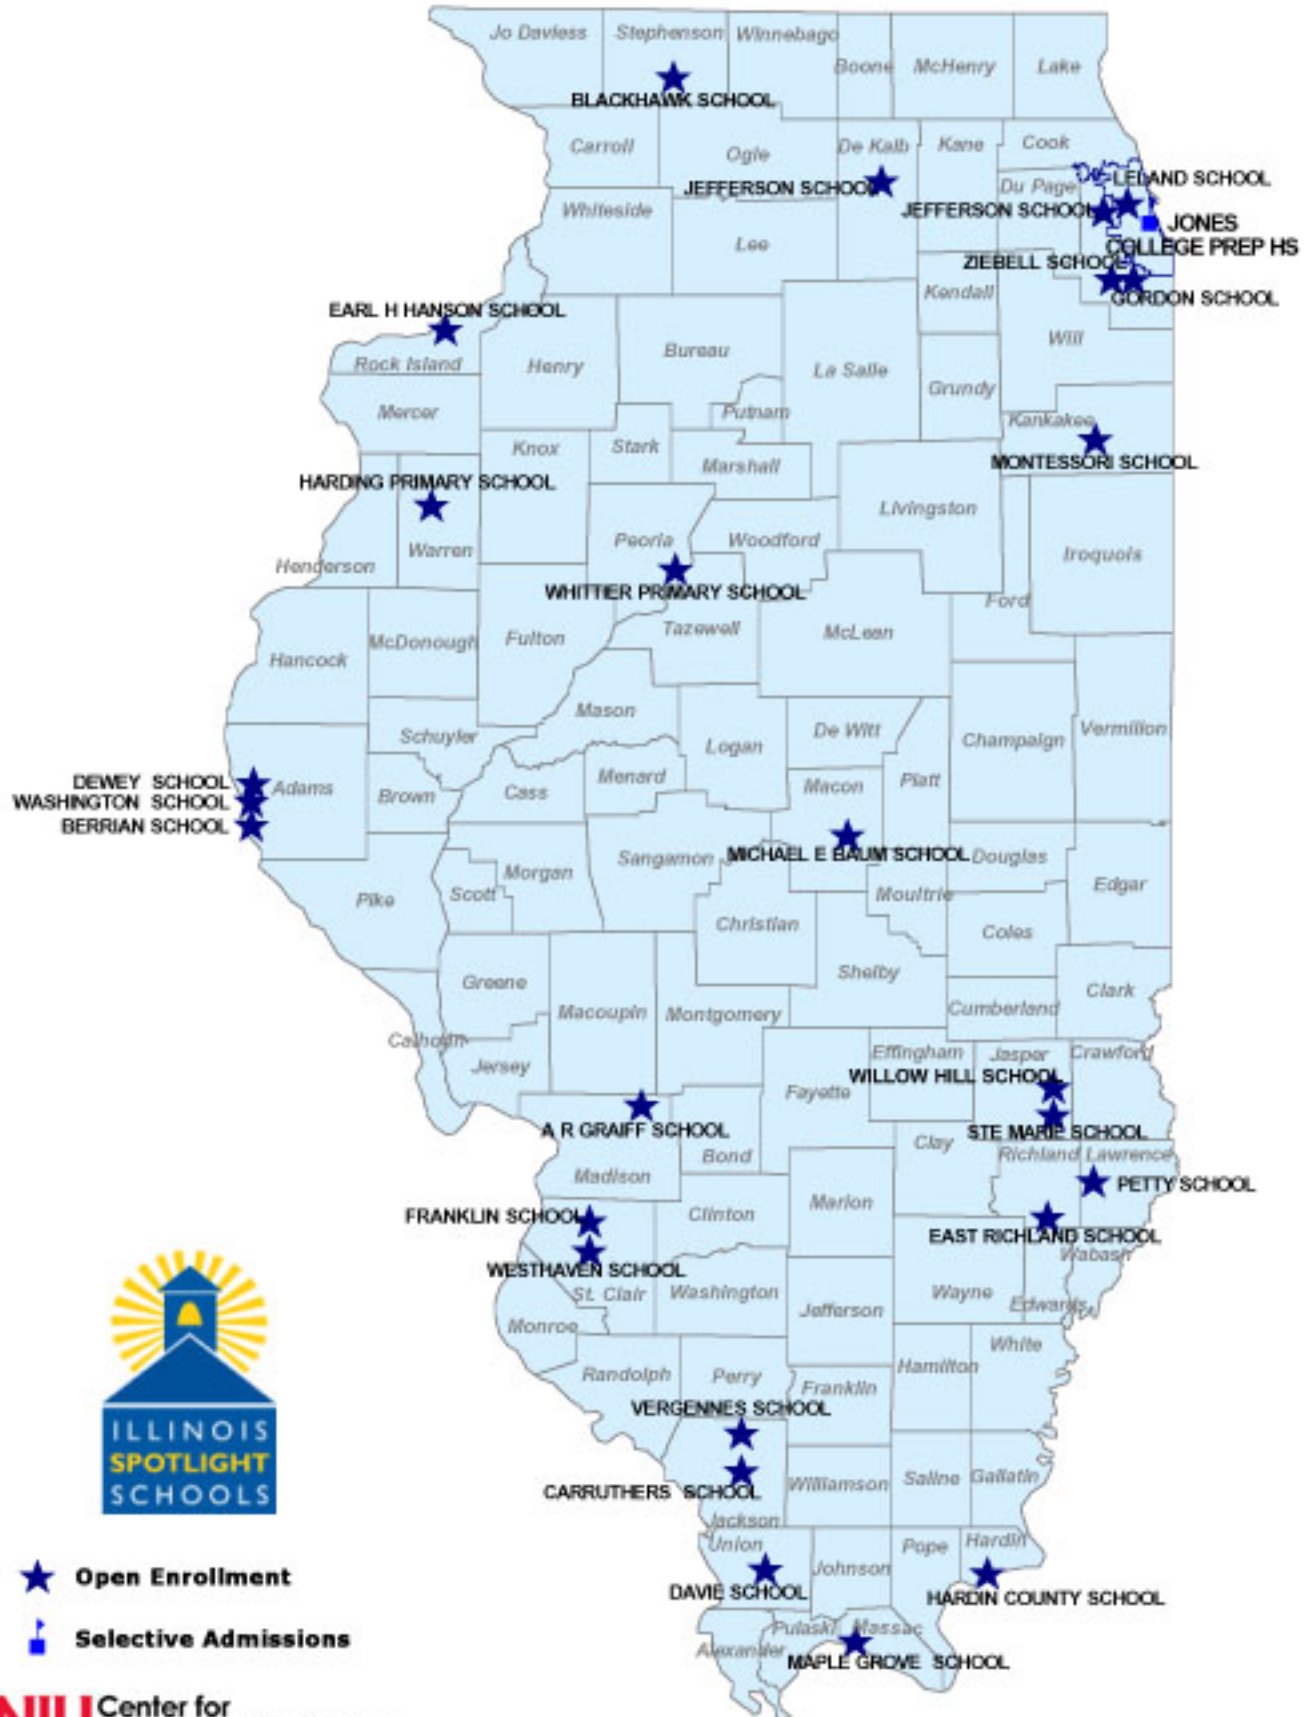 Jo Daviess
Stephenson
Winnebago
Boone
McHenry
Lake
BLACKHAWK SCHOOL
Carroll
Ogle
De Kalb
Kane
Cook
JEFFERSON SCHOOL
Du Page
LELAND SCHOOL
Whiteside
Lee
JEFFERSON SCHOOL
JONES
COLLEGE PREP HS
ZIEBELL SCHOOL
Kendall
GORDON SCHOOL
EARL H HANSON SCHOOL
Rock Island
Henry
Bureau
La Salle
Will
Grundy
Mercer
Putnam
Kankakee
Knox
Stark
Marshall
MONTESSORI SCHOOL
HARDING PRIMARY SCHOOL
Livingston
Henderson
Warren
Peoria
Woodford
Iroquois
WHITTIER PRIMARY SCHOOL
Ford
Hancock
McDonough
Fulton
Tazewell
McLean
Mason
Schuyler
Logan
De Witt
Champaign
Vermilion
DEWEY SCHOOL
Adams
WASHINGTON SCHOOL
Brown
Cass
Menard
Macon
Platt
BERRIAN SCHOOL
Sangamon
MICHAEL E BAUM SCHOOL
Douglas
Pike
Scott
Morgan
Moultrie
Edgar
Christian
Coles
Greene
Shelby
Macoupin
Montgomery
Cumberland
Clark
Calhoun
Jersey
Effingham
Jasper
Crawford
WILLOW HILL SCHOOL
Fayette
A R GRAIFF SCHOOL
STE MARIE SCHOOL
Bond
Clay
Richland
Lawrence
Madison
Marion
PETTY SCHOOL
FRANKLIN SCHOOL
Clinton
EAST RICHLAND SCHOOL
Wabash
WESTHAVEN SCHOOL
St. Clair
Washington
Jefferson
Wayne
Edwards
Monroe
White
Randolph
Perry
Hamilton
Franklin
VERGENNES SCHOOL
CARRUTHERS SCHOOL
Williamson
Saline
Gallatin
Jackson
Union
Johnson
Pope
Hardin
DAVIE SCHOOL
HARDIN COUNTY SCHOOL
Pulaski
Massac
Alexander
MAPLE GROVE SCHOOL
ILLINOIS
SPOTLIGHT
SCHOOLS
Open Enrollment
Selective Admissions
NIU Center for